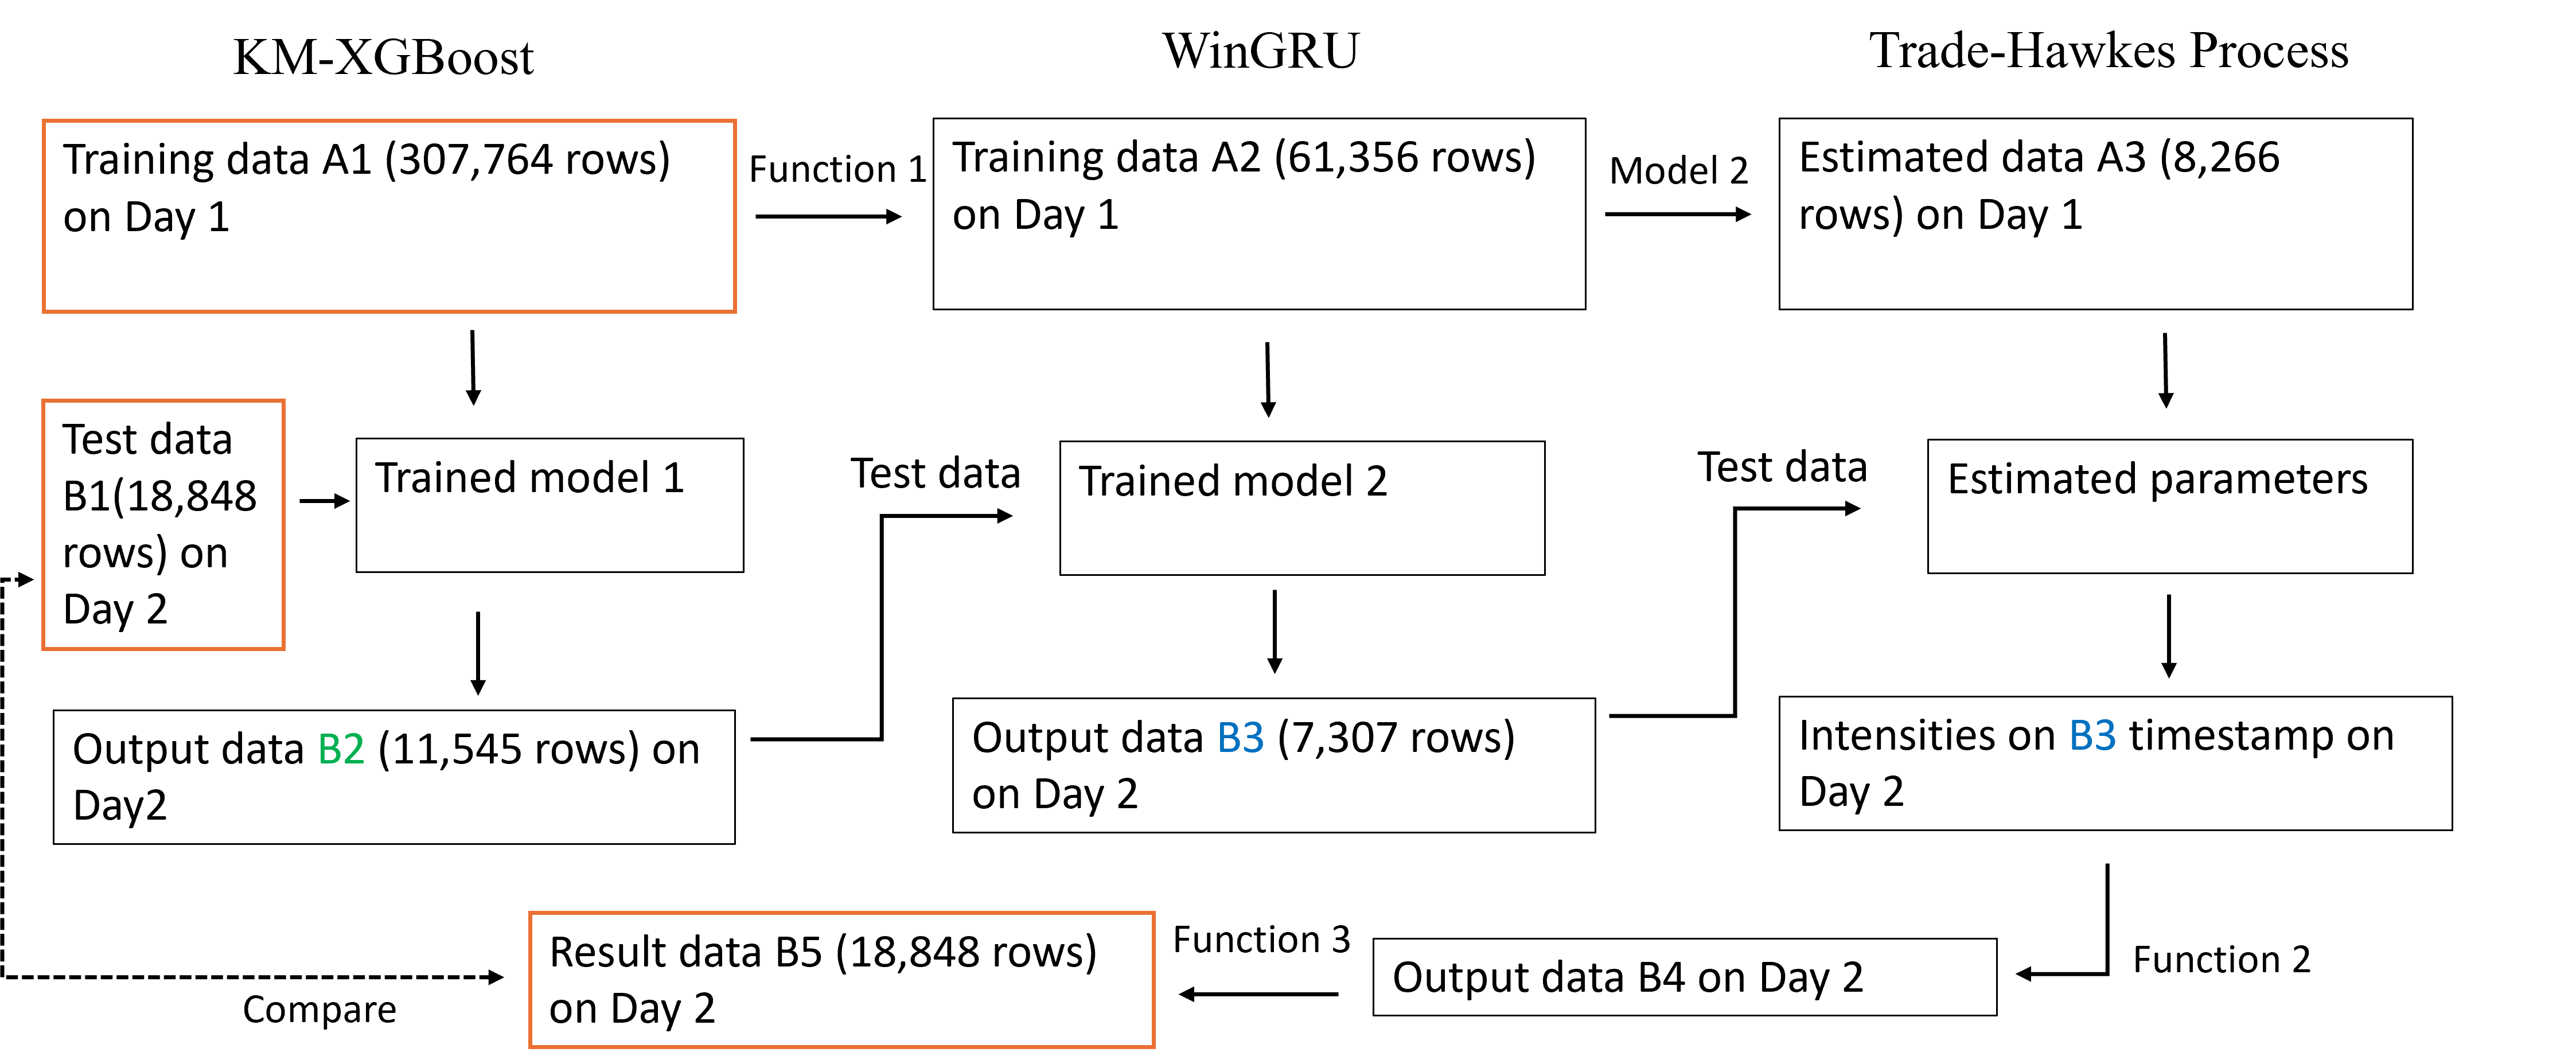 KM-XGBoost
WinGRU
Trade-Hawkes Process
Training data A1 (307,764 rows)
on Day 1
Function 1
Training data A2 (61,356 rows)
on Day 1
Model 2
Estimated data A3 (8,266
rows) on Day 1
Test data
B1(18,848
rows) on
Day 2
Trained model 1
Test data
Trained model 2
Test data
Estimated parameters
Output data B2 (11,545 rows) on
Day2
Output data B3 (7,307 rows)
on Day 2
Intensities on B3 timestamp on
Day 2
Compare
Result data B5 (18,848 rows)
on Day 2
Function 3
Output data B4 on Day 2
Function 2